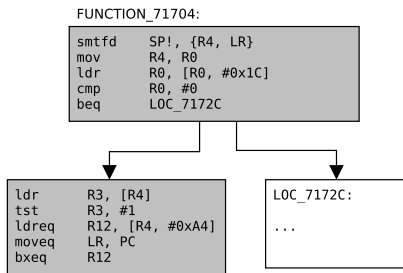 FUNCTION_71704:
smtfd SP!, {R4, LR}
mov R4, R0
ldr R0, [R0, #0x1C]
cmp R0, #0
beq LOC_7172C
ldr R3, [R4]
tst R3, #1
ldreq R12, [R4, #0xA4]
moveq LR, PC
bxeq R12
LOC_7172C:
...